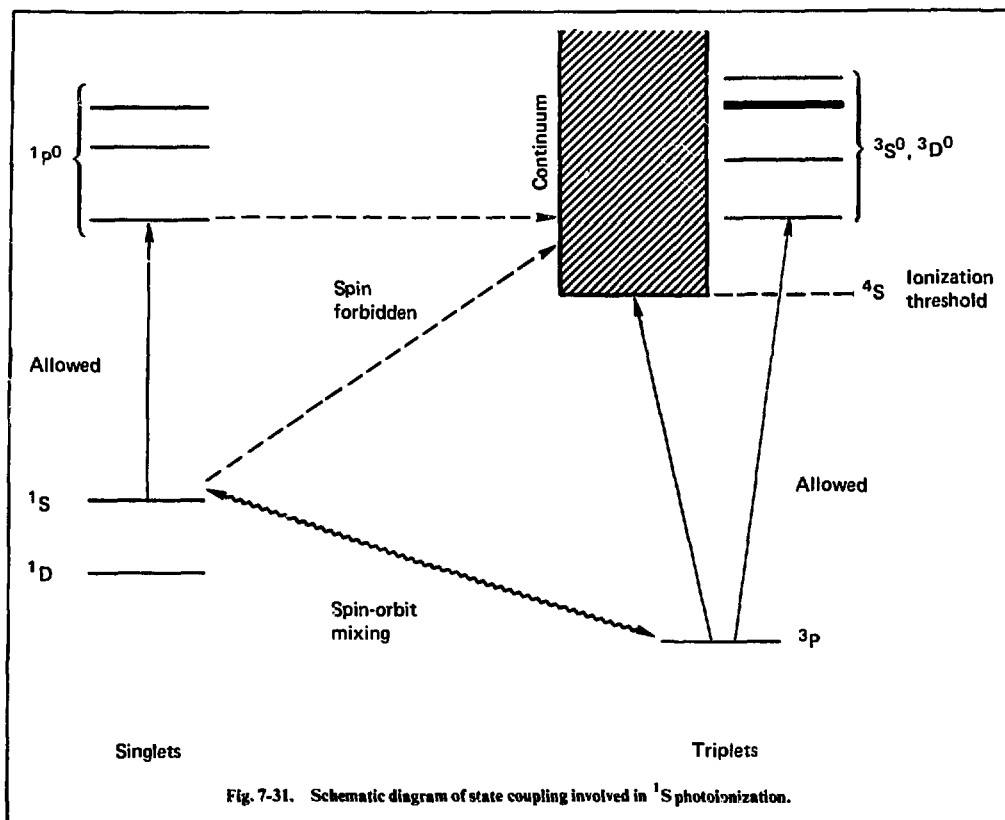 Continuum
¹P⁰
³S⁰, ³D⁰
Spin
forbidden
⁴S Ionization
threshold
Allowed
Allowed
¹S
¹D
Spin-orbit
mixing
³P
Singlets
Triplets
Fig. 7-31. Schematic diagram of state coupling involved in ¹S photoionization.